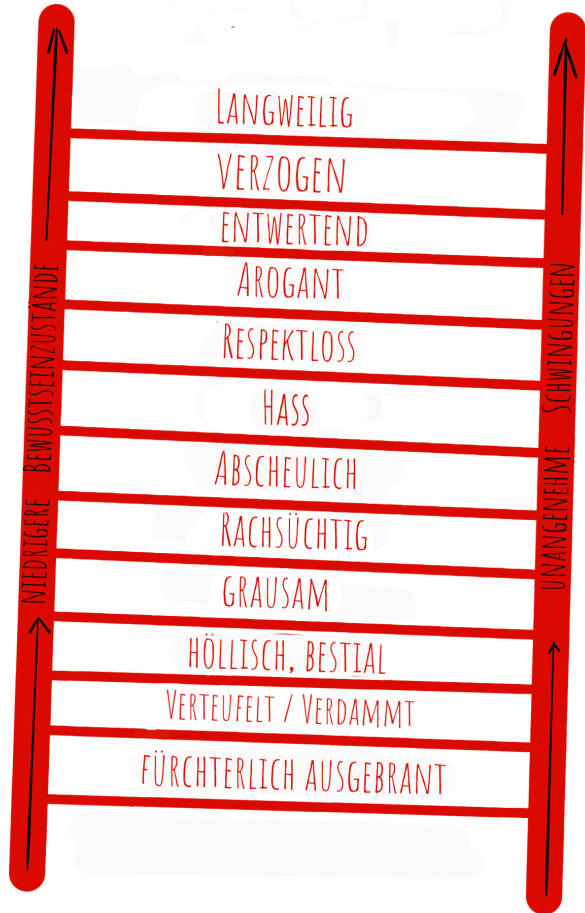 LANGWEILIG
VERZOGEN
ENTWERTEND
AROGANT
RESPEKTLOSS
HASS
ABSCHEULICH
RACHSÜCHTIG
GRAUSAM
HÖLLISCH, BESTIAL
VERTEUFELT / VERDAMMT
FÜRCHTERLICH AUSGEBRANT
NIEDRIGERE BEWUSSTSEINZUSTÄNDE
UNANGENEHME SCHWINGUNGEN